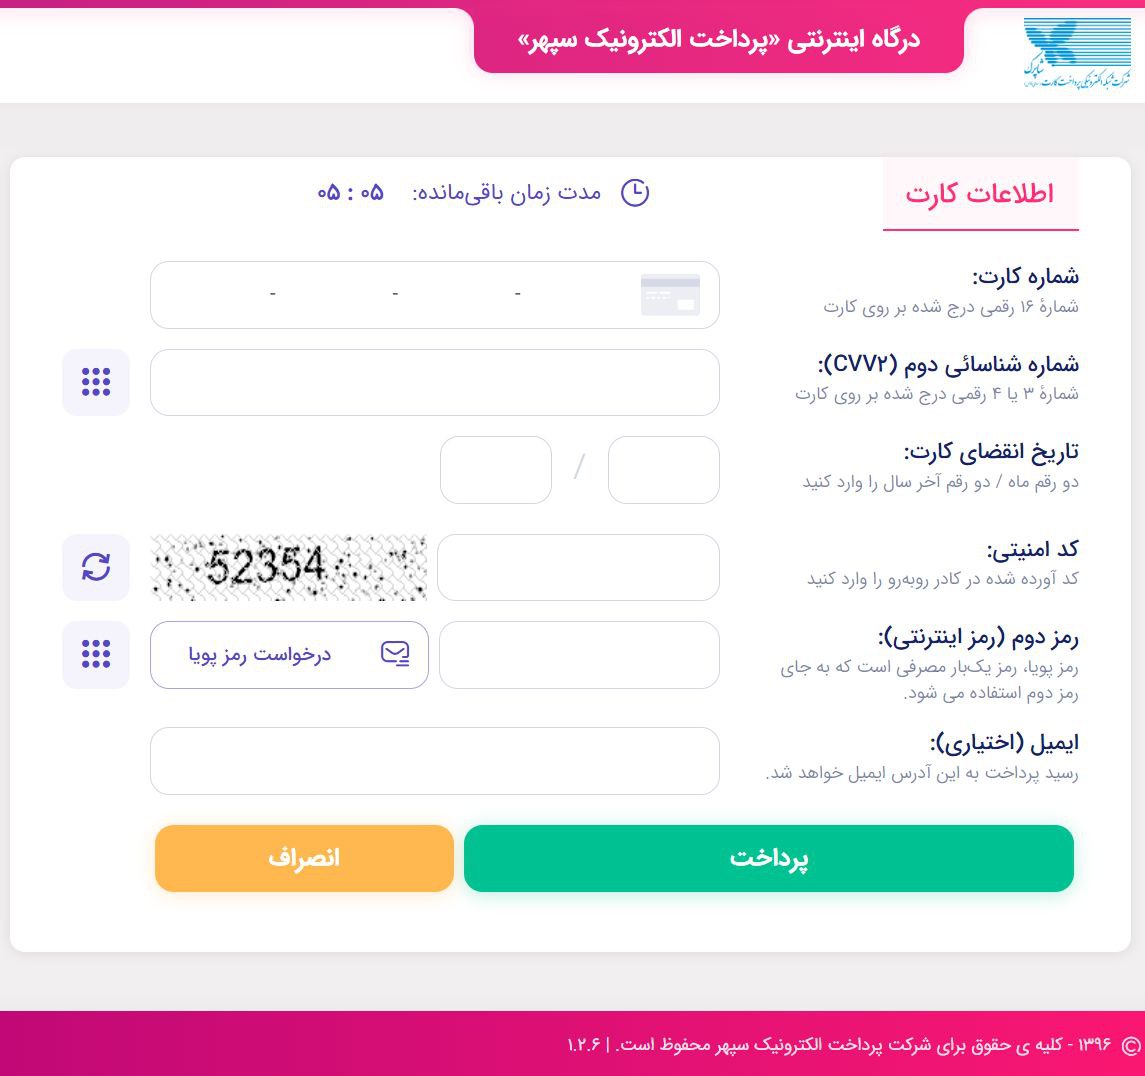 درگاه اینترنتی «پرداخت الکترونیک سپهر»
شاپرک
شرکت شبکه الکترونیکی پرداخت کارت
اطلاعات کارت
مدت زمان باقی‌مانده: ۰۵ : ۰۵
شماره کارت:
شمارهٔ ۱۶ رقمی درج شده بر روی کارت
- - -
شماره شناسائی دوم (CVV۲):
شمارهٔ ۳ یا ۴ رقمی درج شده بر روی کارت
تاریخ انقضای کارت:
دو رقم ماه / دو رقم آخر سال را وارد کنید
/
کد امنیتی:
کد آورده شده در کادر روبه‌رو را وارد کنید
52354
رمز دوم (رمز اینترنتی):
رمز پویا، رمز یک‌بار مصرفی است که به جای
رمز دوم استفاده می شود.
درخواست رمز پویا
ایمیل (اختیاری):
رسید پرداخت به این آدرس ایمیل خواهد شد.
پرداخت
انصراف
© ۱۳۹۶ - کلیه ی حقوق برای شرکت پرداخت الکترونیک سپهر محفوظ است. | ۱.۲.۶